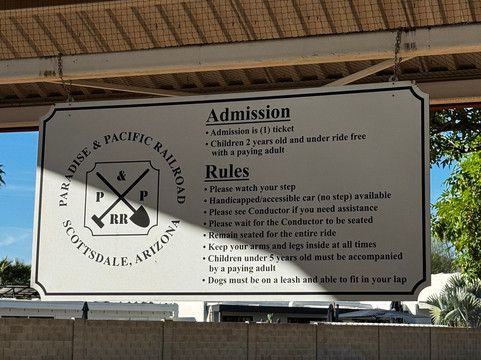 PARADISE & PACIFIC RAILROAD
&
P P
RR
SCOTTSDALE, ARIZONA
Admission
• Admission is (1) ticket
• Children 2 years old and under ride free
with a paying adult
Rules
• Please watch your step
• Handicapped/accessible car (no step) available
• Please see Conductor if you need assistance
• Please wait for the Conductor to be seated
• Remain seated for the entire ride
• Keep your arms and legs inside at all times
• Children under 5 years old must be accompanied
by a paying adult
• Dogs must be on a leash and able to fit in your lap